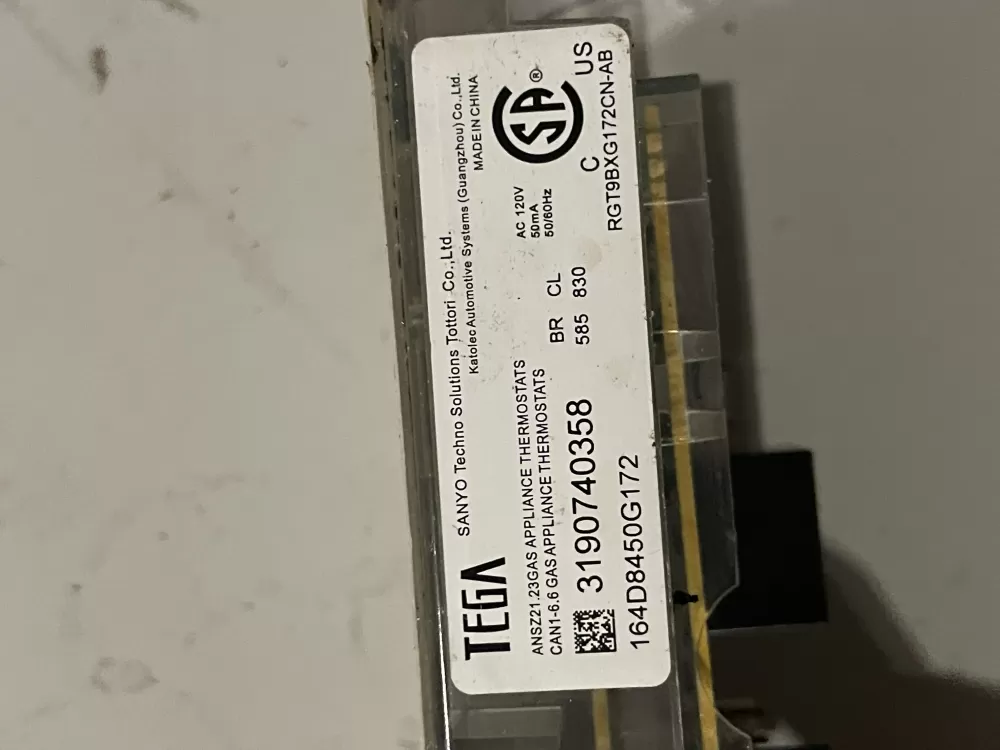 SANYO Techno Solutions Tottori Co.,Ltd.
Katolec Automotive Systems (Guangzhou) Co.,Ltd.
MADE IN CHINA
TEGA
ANSZ21.23GAS APPLIANCE THERMOSTATS
CAN1-6.6 GAS APPLIANCE THERMOSTATS
AC 120V
50mA
50/60Hz
SA ®
C US
BR CL
585 830
3190740358
RGT9BXG172CN-AB
164D8450G172